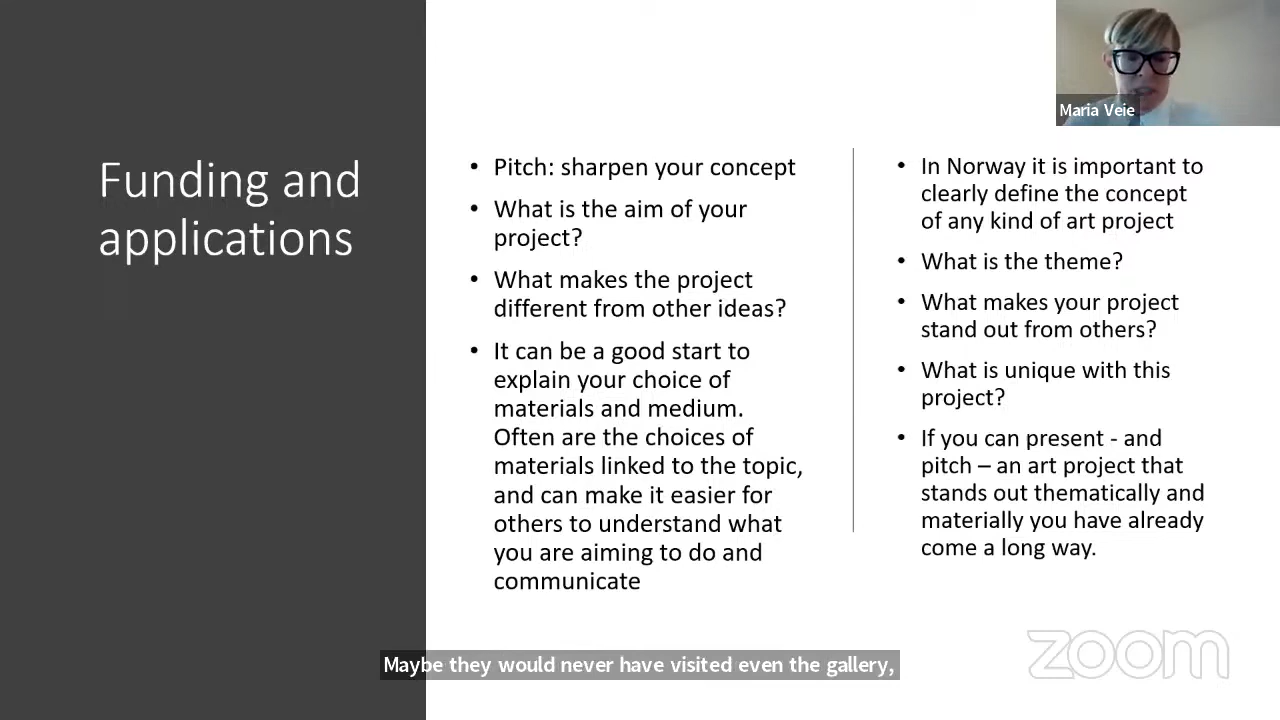 Funding and
applications
• Pitch: sharpen your concept
• What is the aim of your
project?
• What makes the project
different from other ideas?
• It can be a good start to
explain your choice of
materials and medium.
Often are the choices of
materials linked to the topic,
and can make it easier for
others to understand what
you are aiming to do and
communicate
• In Norway it is important to
clearly define the concept
of any kind of art project
• What is the theme?
• What makes your project
stand out from others?
• What is unique with this
project?
• If you can present - and
pitch – an art project that
stands out thematically and
materially you have already
come a long way.
Maria Veie
Maybe they would never have visited even the gallery,
zoom